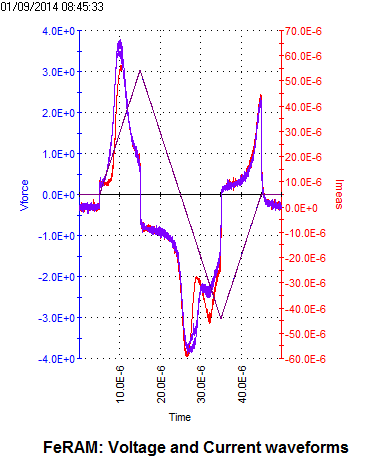 01/09/2014 08:45:33
4.0E+0
3.0E+0
2.0E+0
1.0E+0
0.0E+0
-1.0E+0
-2.0E+0
-3.0E+0
-4.0E+0
Vforce
70.0E-6
60.0E-6
50.0E-6
40.0E-6
30.0E-6
20.0E-6
10.0E-6
0.0E+0
-10.0E-6
-20.0E-6
-30.0E-6
-40.0E-6
-50.0E-6
-60.0E-6
Imeas
10.0E-6
20.0E-6
30.0E-6
40.0E-6
Time
FeRAM: Voltage and Current waveforms